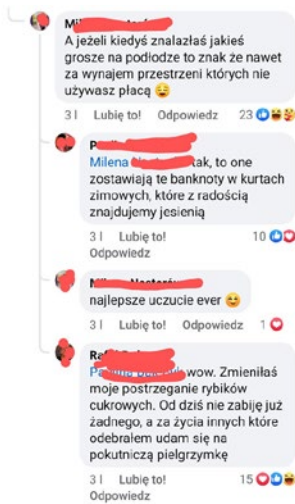 A jeżeli kiedyś znalazłaś jakieś
grosze na podłodze to znak że nawet
za wynajem przestrzeni których nie
używasz płacą 😌
3 l Lubię to! Odpowiedz 23
Milena tak, to one
zostawiają te banknoty w kurtach
zimowych, które z radością
znajdujemy jesienią
3 l Lubię to! 10
Odpowiedz
najlepsze uczucie ever 😊
3 l Lubię to! Odpowiedz 1
wow. Zmieniłaś
moje postrzeganie rybików
cukrowych. Od dziś nie zabiję już
żadnego, a za życia innych które
odebrałem udam się na
pokutniczą pielgrzymkę
3 l Lubię to! 15
Odpowiedz